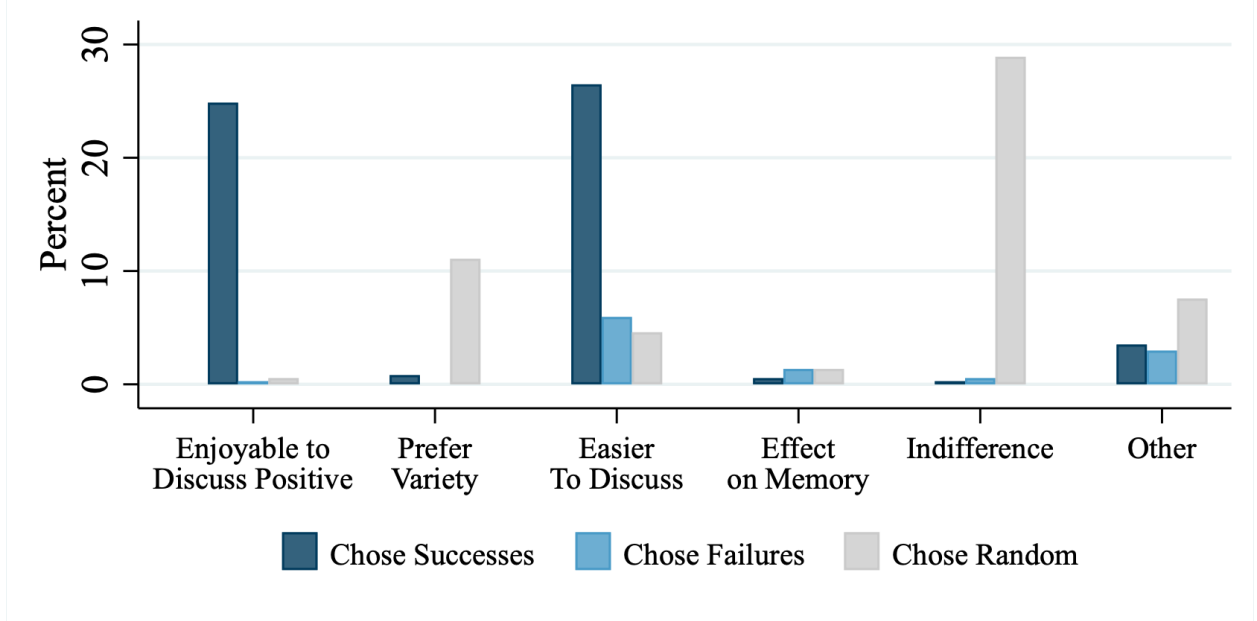 Percent
30
20
10
0
Enjoyable to
Discuss Positive
Prefer
Variety
Easier
To Discuss
Effect
on Memory
Indifference
Other
Chose Successes
Chose Failures
Chose Random